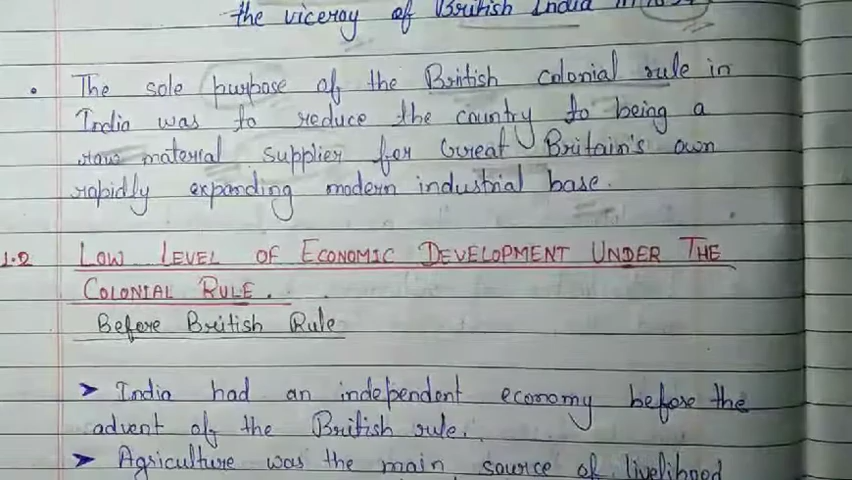 the viceroy of British India in
• The sole purpose of the British colonial rule in
India was to reduce the country to being a
raw material supplier for Great Britain's own
rapidly expanding modern industrial base.
1.2 LOW LEVEL OF ECONOMIC DEVELOPMENT UNDER THE
COLONIAL RULE.
Before British Rule
➤ India had an independent economy before the
advent of the British rule.
➤ Agriculture was the main source of livelihood